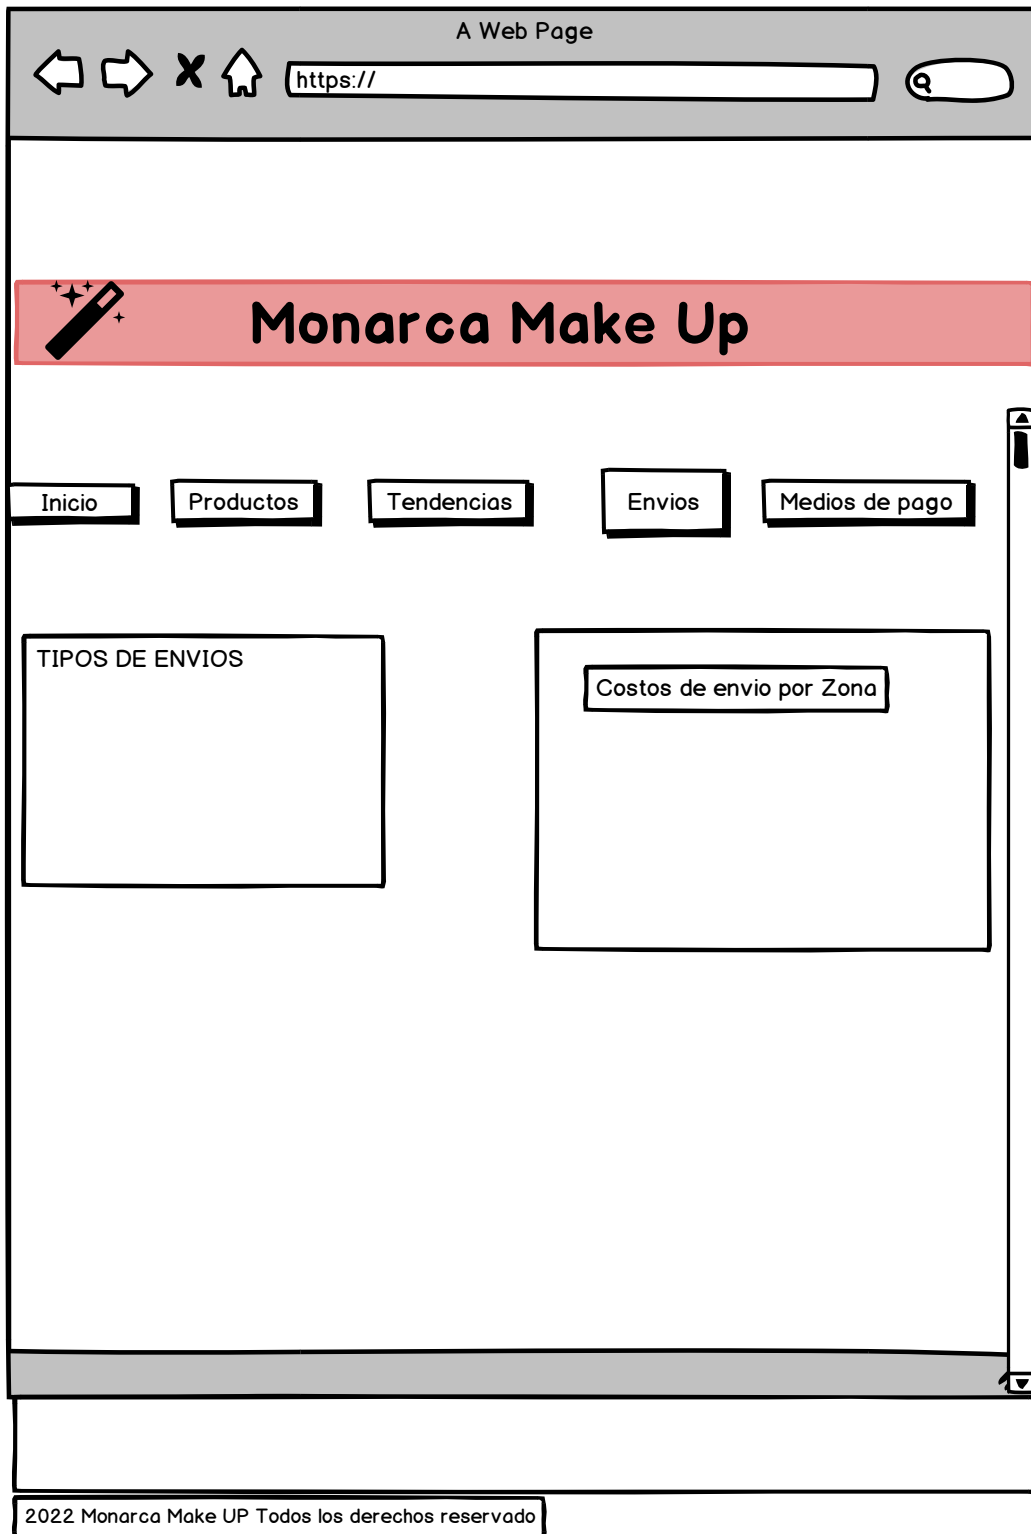 A Web Page
https://
Monarca Make Up
Inicio
Productos
Tendencias
Envios
Medios de pago
TIPOS DE ENVIOS
Costos de envio por Zona
2022 Monarca Make UP Todos los derechos reservado